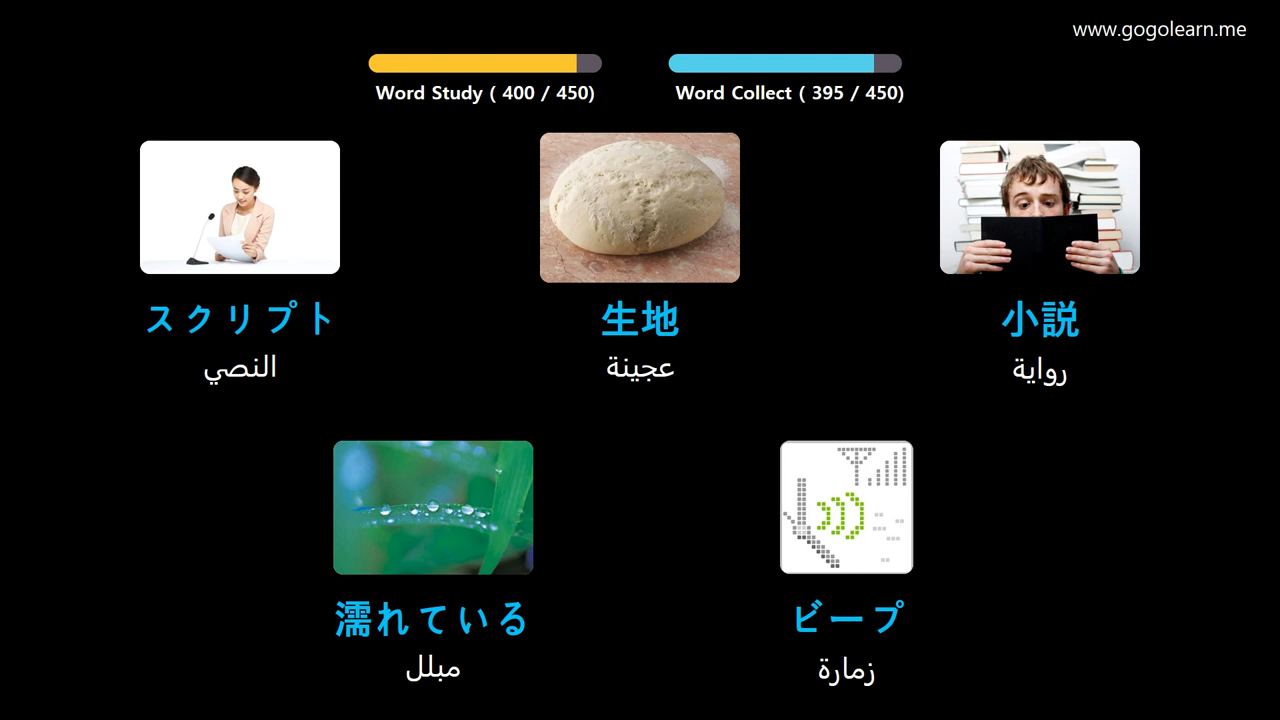 www.gogolearn.me
Word Study ( 400 / 450)
Word Collect ( 395 / 450)
スクリプト
النصي
生地
عجينة
小説
رواية
濡れている
مبلل
ビープ
زمارة